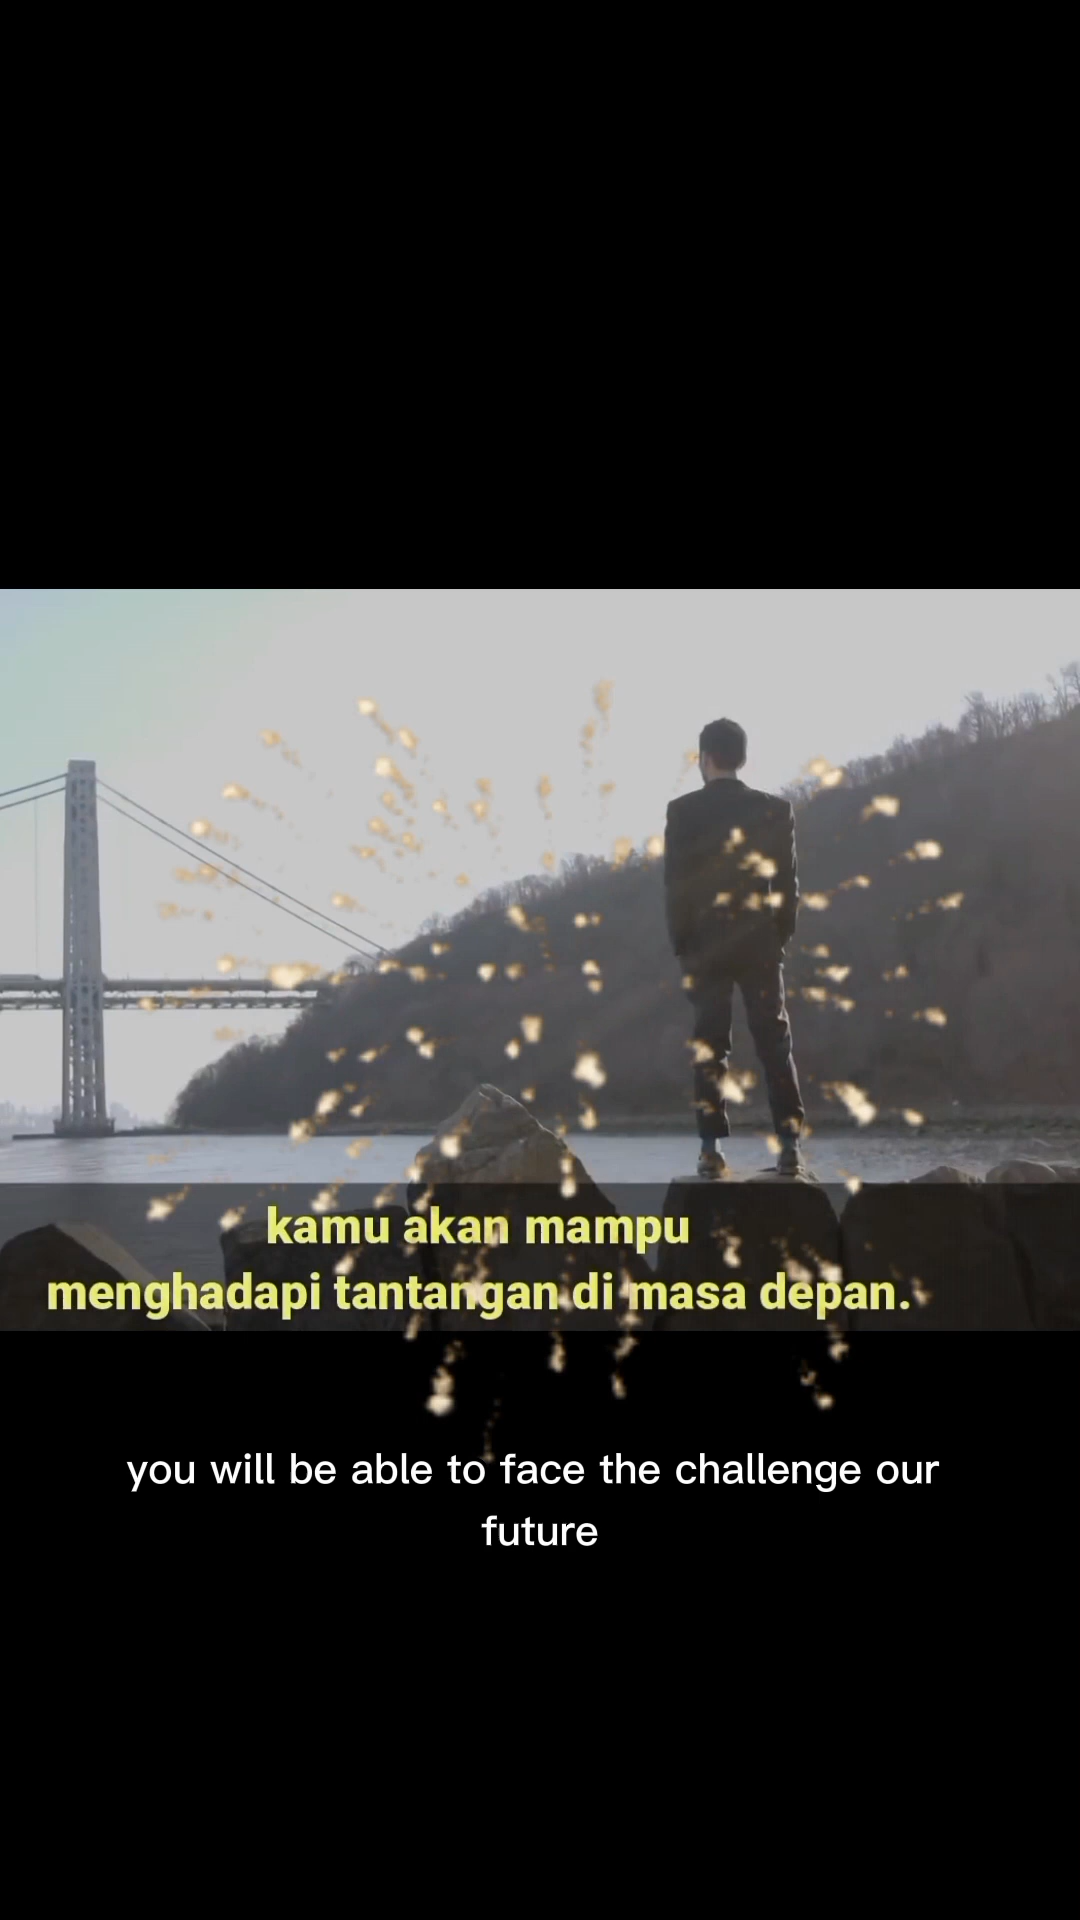 kamu akan mampu
menghadapi tantangan di masa depan.
you will be able to face the challenge our
future